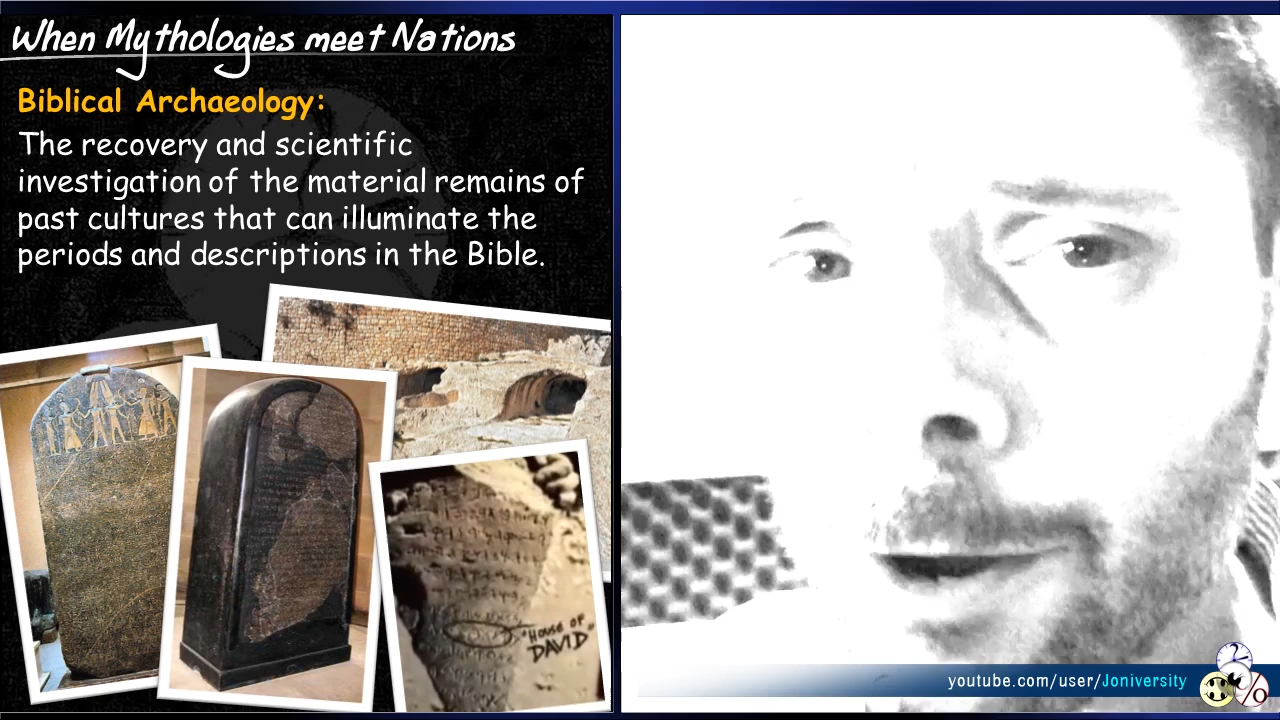 When Mythologies meet Nations
Biblical Archaeology:
The recovery and scientific
investigation of the material remains of
past cultures that can illuminate the
periods and descriptions in the Bible.
"HOUSE OF
DAVID"
youtube.com/user/Joniversity
?
%